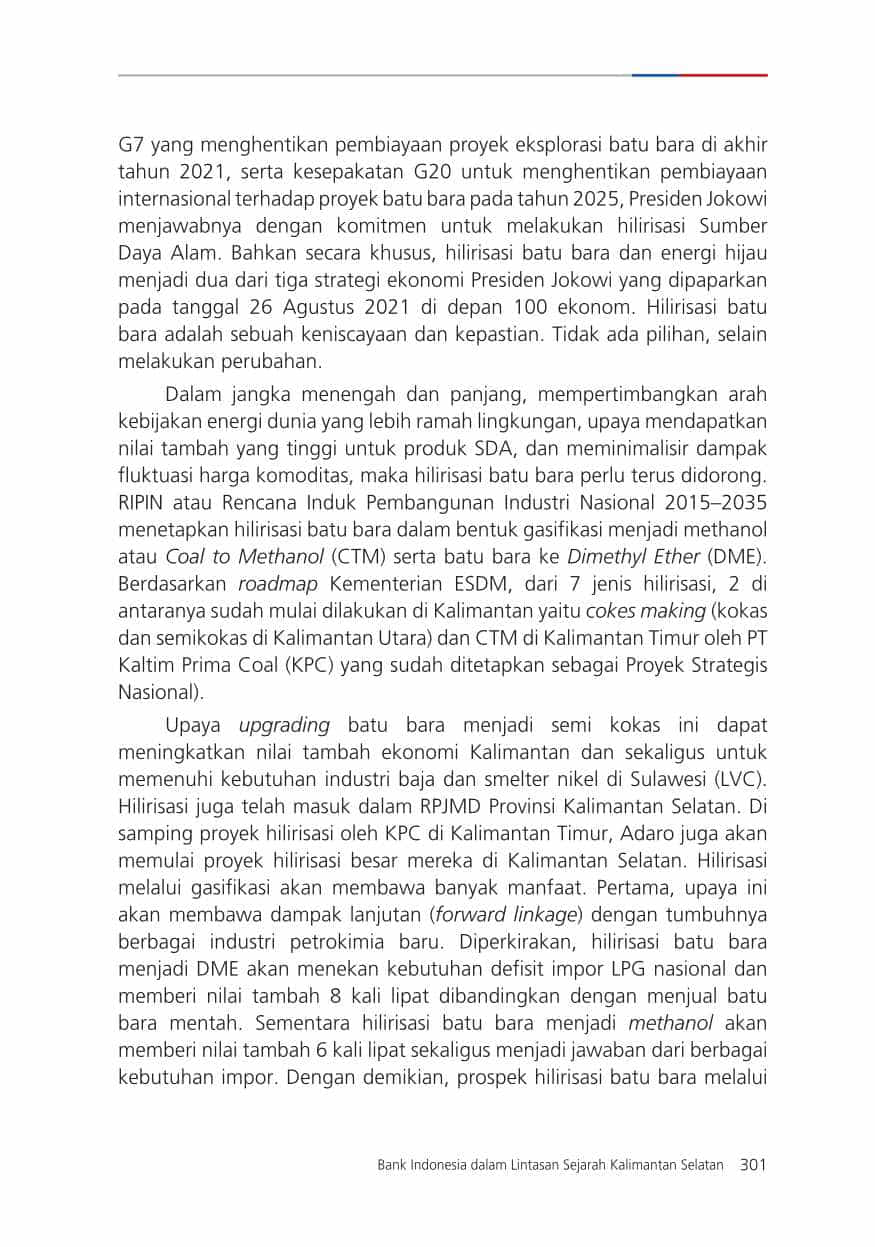 G7 yang menghentikan pembiayaan proyek eksplorasi batu bara di akhir
tahun 2021, serta kesepakatan G20 untuk menghentikan pembiayaan
internasional terhadap proyek batu bara pada tahun 2025, Presiden Jokowi
menjawabnya dengan komitmen untuk melakukan hilirisasi Sumber
Daya Alam. Bahkan secara khusus, hilirisasi batu bara dan energi hijau
menjadi dua dari tiga strategi ekonomi Presiden Jokowi yang dipaparkan
pada tanggal 26 Agustus 2021 di depan 100 ekonom. Hilirisasi batu
bara adalah sebuah keniscayaan dan kepastian. Tidak ada pilihan, selain
melakukan perubahan.
Dalam jangka menengah dan panjang, mempertimbangkan arah
kebijakan energi dunia yang lebih ramah lingkungan, upaya mendapatkan
nilai tambah yang tinggi untuk produk SDA, dan meminimalisir dampak
fluktuasi harga komoditas, maka hilirisasi batu bara perlu terus didorong.
RIPIN atau Rencana Induk Pembangunan Industri Nasional 2015–2035
menetapkan hilirisasi batu bara dalam bentuk gasifikasi menjadi methanol
atau Coal to Methanol (CTM) serta batu bara ke Dimethyl Ether (DME).
Berdasarkan roadmap Kementerian ESDM, dari 7 jenis hilirisasi, 2 di
antaranya sudah mulai dilakukan di Kalimantan yaitu cokes making (kokas
dan semikokas di Kalimantan Utara) dan CTM di Kalimantan Timur oleh PT
Kaltim Prima Coal (KPC) yang sudah ditetapkan sebagai Proyek Strategis
Nasional).
Upaya upgrading batu bara menjadi semi kokas ini dapat
meningkatkan nilai tambah ekonomi Kalimantan dan sekaligus untuk
memenuhi kebutuhan industri baja dan smelter nikel di Sulawesi (LVC).
Hilirisasi juga telah masuk dalam RPJMD Provinsi Kalimantan Selatan. Di
samping proyek hilirisasi oleh KPC di Kalimantan Timur, Adaro juga akan
memulai proyek hilirisasi besar mereka di Kalimantan Selatan. Hilirisasi
melalui gasifikasi akan membawa banyak manfaat. Pertama, upaya ini
akan membawa dampak lanjutan (forward linkage) dengan tumbuhnya
berbagai industri petrokimia baru. Diperkirakan, hilirisasi batu bara
menjadi DME akan menekan kebutuhan defisit impor LPG nasional dan
memberi nilai tambah 8 kali lipat dibandingkan dengan menjual batu
bara mentah. Sementara hilirisasi batu bara menjadi methanol akan
memberi nilai tambah 6 kali lipat sekaligus menjadi jawaban dari berbagai
kebutuhan impor. Dengan demikian, prospek hilirisasi batu bara melalui
Bank Indonesia dalam Lintasan Sejarah Kalimantan Selatan 301